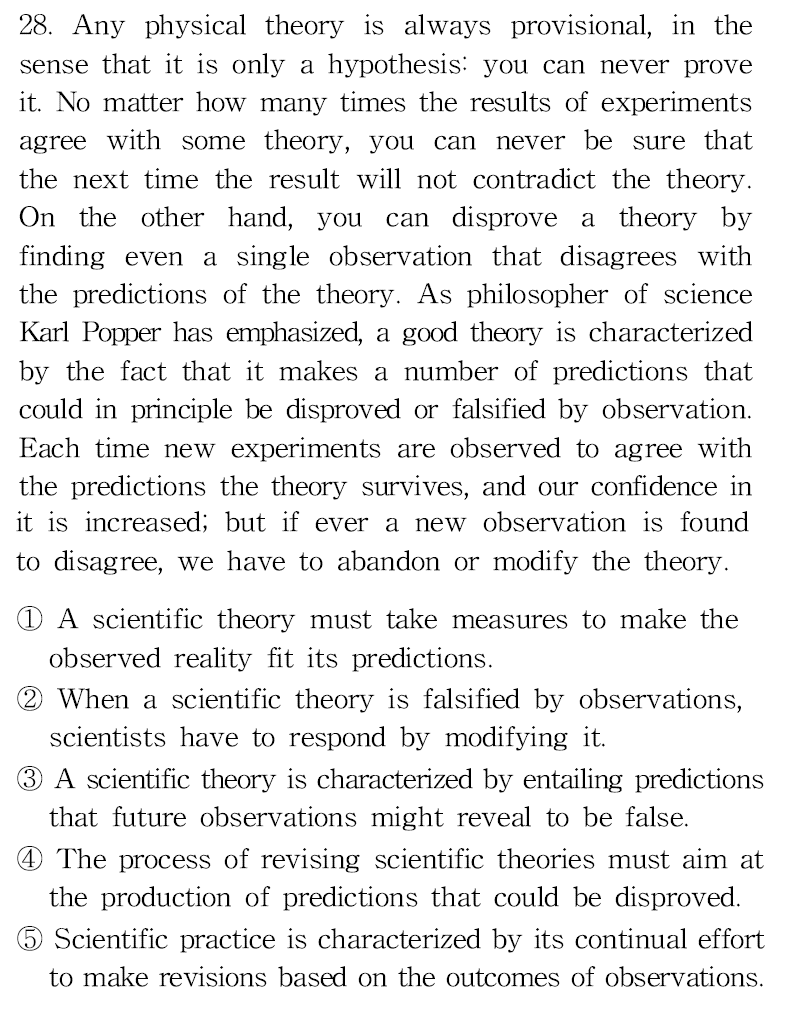 28. Any physical theory is always provisional, in the
sense that it is only a hypothesis: you can never prove
it. No matter how many times the results of experiments
agree with some theory, you can never be sure that
the next time the result will not contradict the theory.
On the other hand, you can disprove a theory by
finding even a single observation that disagrees with
the predictions of the theory. As philosopher of science
Karl Popper has emphasized, a good theory is characterized
by the fact that it makes a number of predictions that
could in principle be disproved or falsified by observation.
Each time new experiments are observed to agree with
the predictions the theory survives, and our confidence in
it is increased; but if ever a new observation is found
to disagree, we have to abandon or modify the theory.
① A scientific theory must take measures to make the
observed reality fit its predictions.
② When a scientific theory is falsified by observations,
scientists have to respond by modifying it.
③ A scientific theory is characterized by entailing predictions
that future observations might reveal to be false.
④ The process of revising scientific theories must aim at
the production of predictions that could be disproved.
⑤ Scientific practice is characterized by its continual effort
to make revisions based on the outcomes of observations.